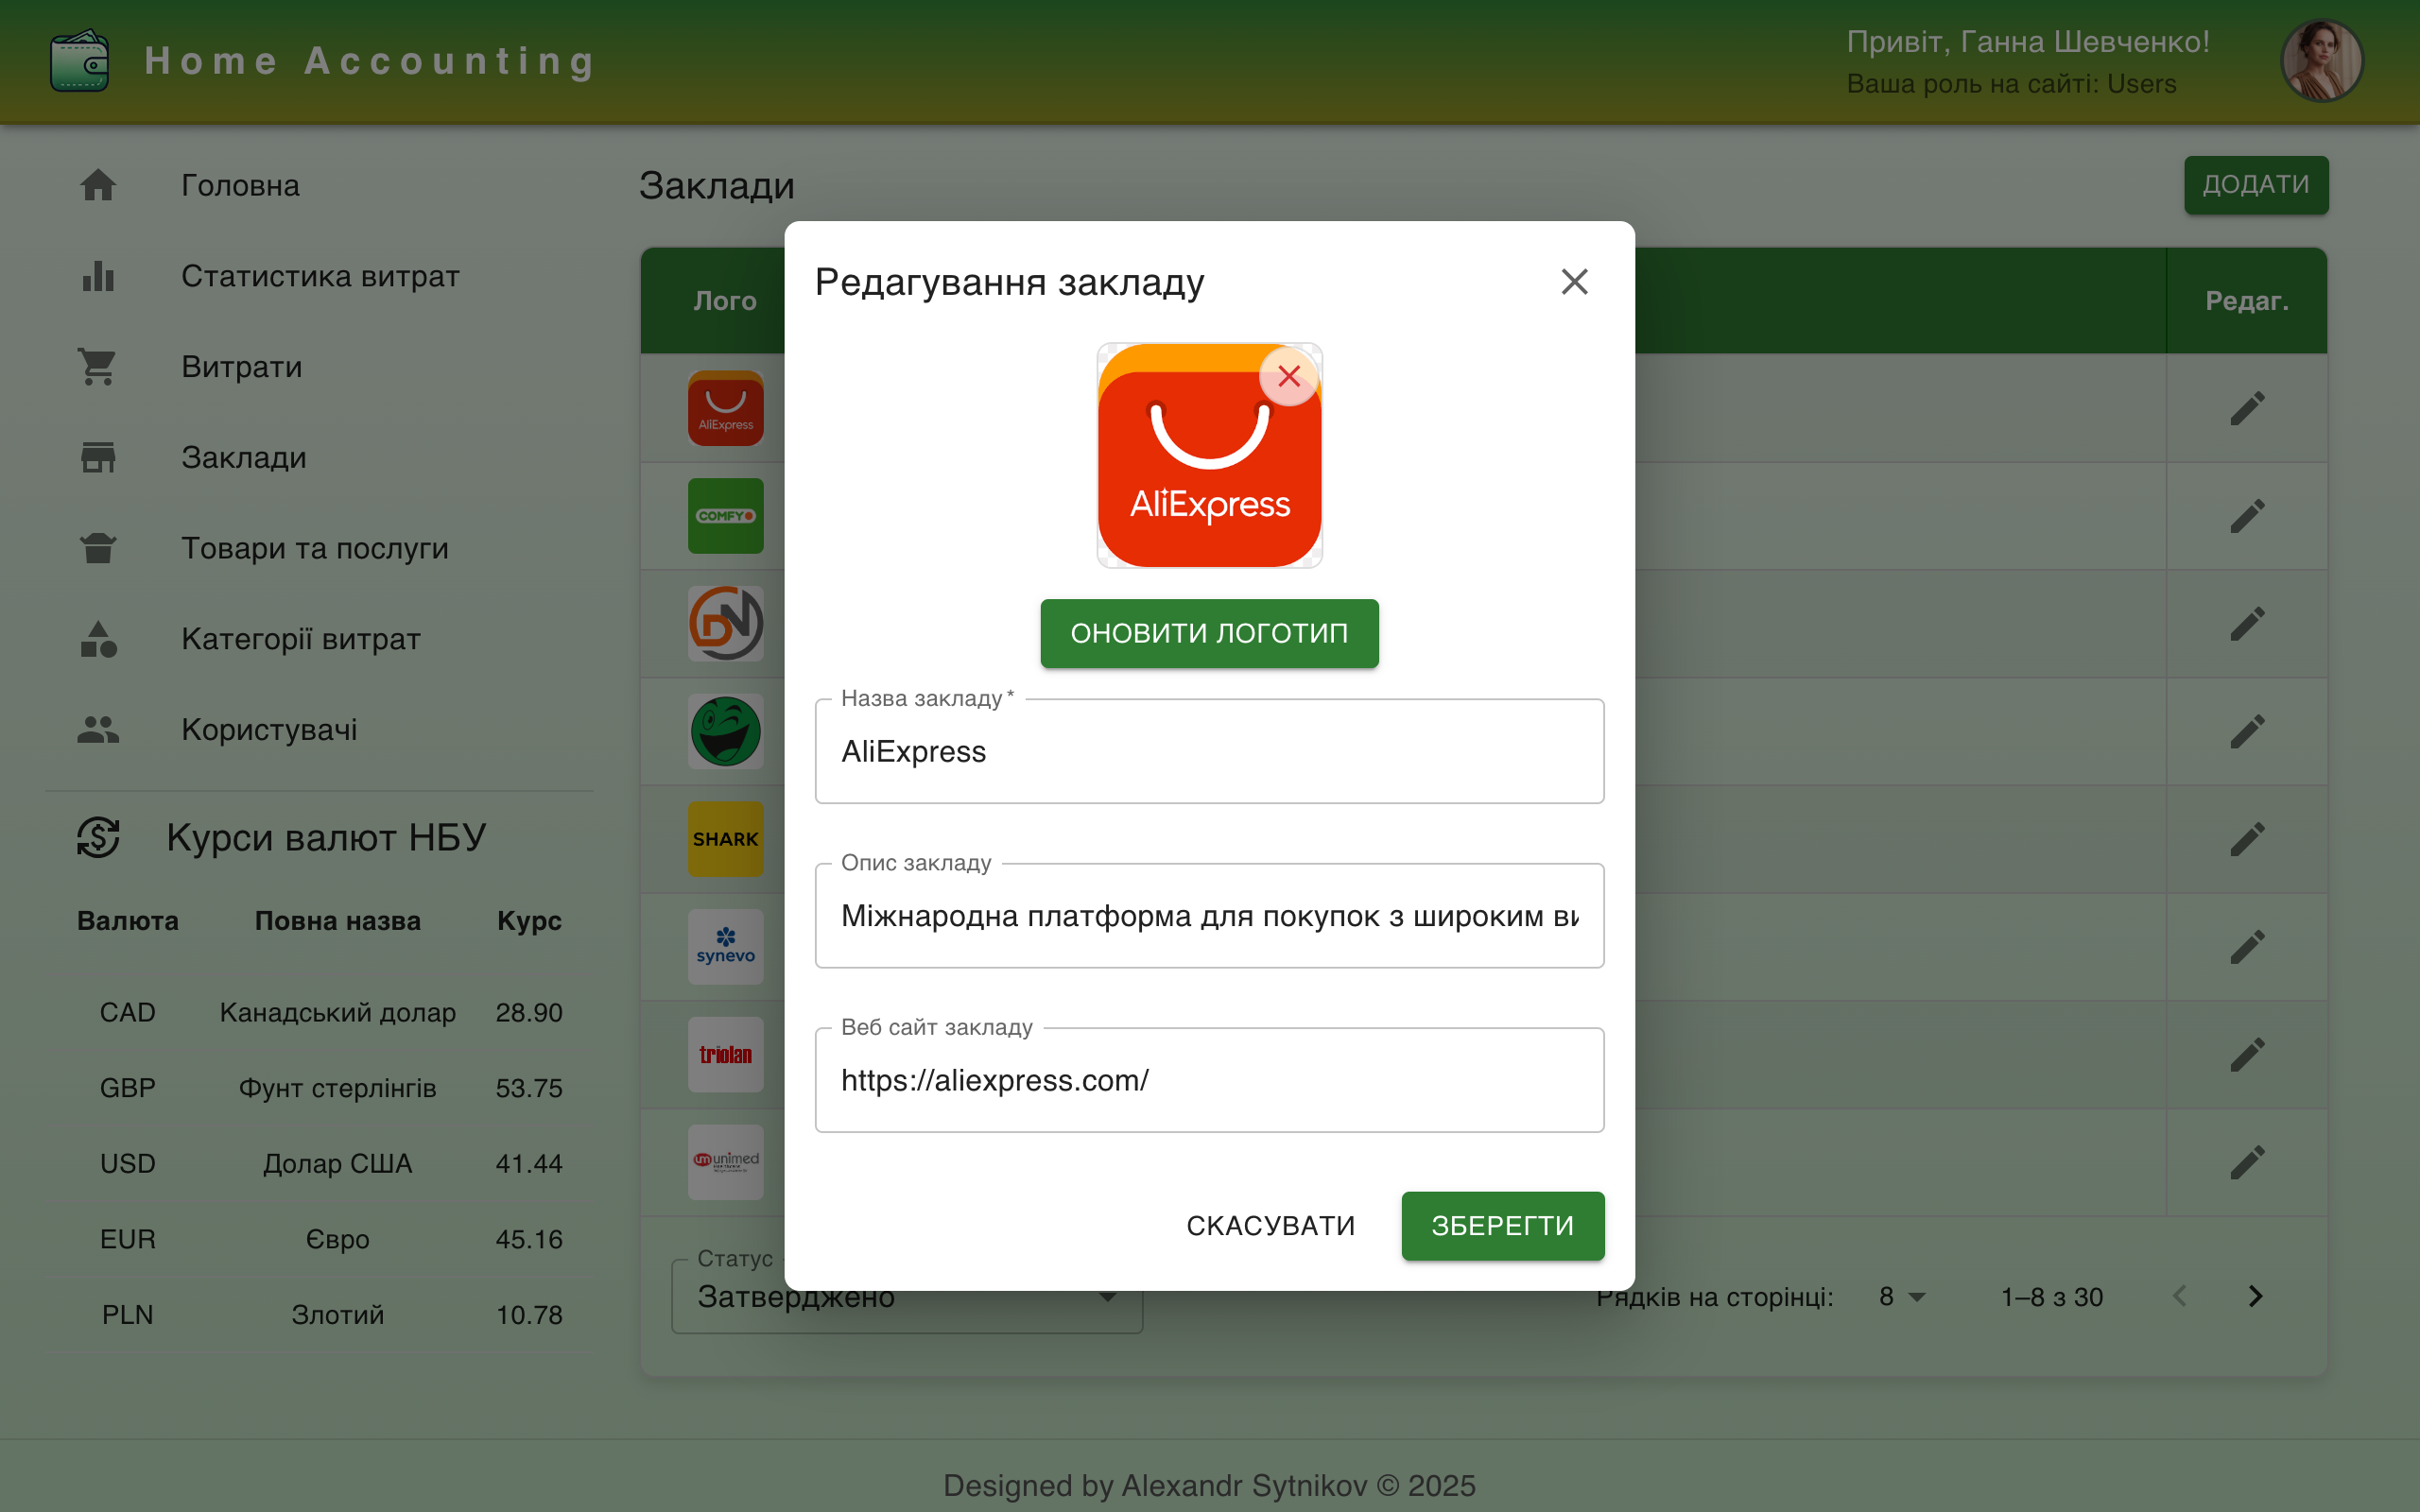 Home Accounting
Привіт, Ганна Шевченко!
Ваша роль на сайті: Users
Головна
Статистика витрат
Витрати
Заклади
Товари та послуги
Категорії витрат
Користувачі
Курси валют НБУ
Валюта Повна назва Курс
CAD Канадський долар 28.90
GBP Фунт стерлінгів 53.75
USD Долар США 41.44
EUR Євро 45.16
PLN Злотий 10.78
Заклади
ДОДАТИ
Лого Редаг.
AliExpress
COMFY
DN
SHARK
synevo
triolan
unimed
Статус
Затверджено
Рядків на сторінці: 8 1–8 з 30
Редагування закладу
AliExpress
ОНОВИТИ ЛОГОТИП
Назва закладу *
AliExpress
Опис закладу
Міжнародна платформа для покупок з широким ви
Веб сайт закладу
https://aliexpress.com/
СКАСУВАТИ
ЗБЕРЕГТИ
Designed by Alexandr Sytnikov © 2025